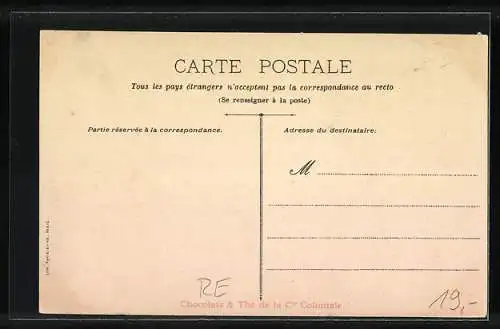 CARTE POSTALE
Tous les pays étrangers n'acceptent pas la correspondance au recto
(Se renseigner à la poste)
Partie réservée à la correspondance.
Adresse du destinataire:
M
RE
19,-
Chocolats & Thé de la Cie Coloniale